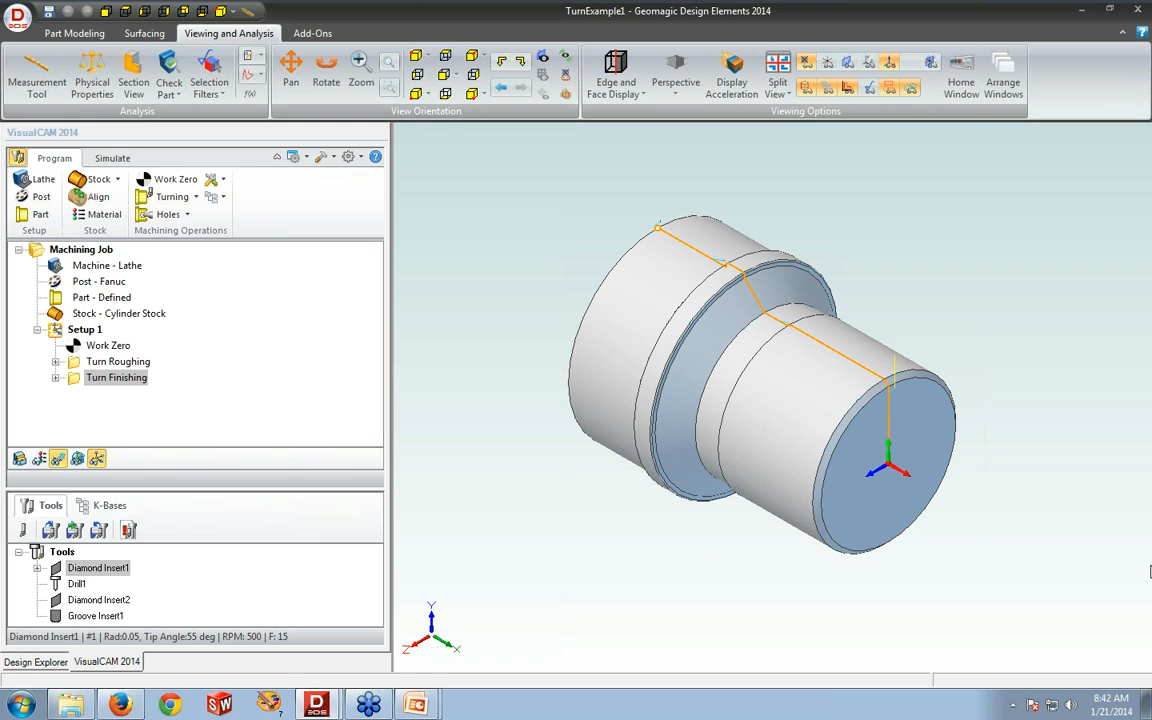 TurnExample1 - Geomagic Design Elements 2014
Part Modeling Surfacing Viewing and Analysis Add-Ons
Measurement Tool
Physical Properties
Section View
Check Part
Selection Filters
f(x)
Pan
Rotate
Zoom
Edge and Face Display
Perspective
Display Acceleration
Split View
Home Window
Arrange Windows
Analysis View Orientation Viewing Options
VisualCAM 2014
Program Simulate
Lathe Stock Work Zero
Post Align Turning
Part Material Holes
Setup Stock Machining Operations
Machining Job
Machine - Lathe
Post - Fanuc
Part - Defined
Stock - Cylinder Stock
Setup 1
Work Zero
Turn Roughing
Turn Finishing
Tools K-Bases
Tools
Diamond Insert1
Drill1
Diamond Insert2
Groove Insert1
Diamond Insert1 | #1 | Rad:0.05, Tip Angle:55 deg | RPM: 500 | F: 15
Design Explorer VisualCAM 2014
Y
Z
X
8:42 AM
1/21/2014